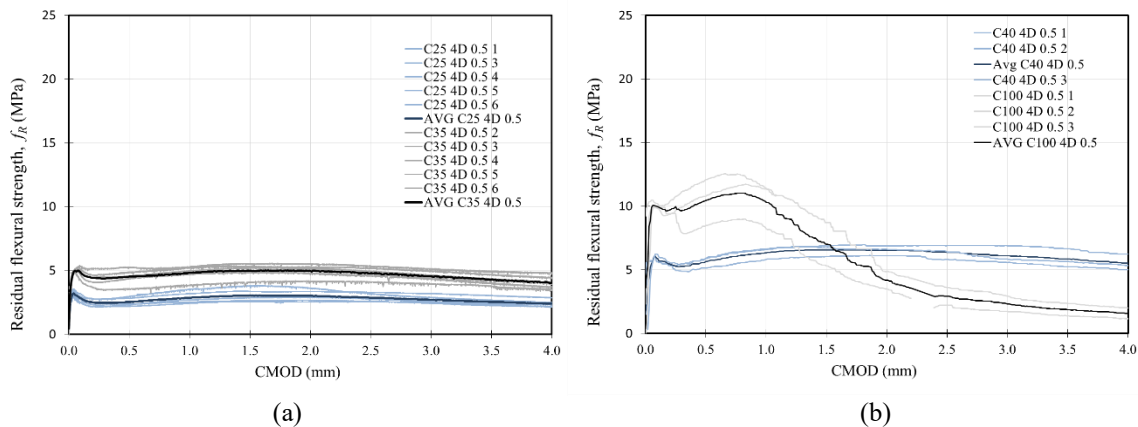 25
20
15
10
5
0
Residual flexural strength, fR (MPa)
C25 4D 0.5 1
C25 4D 0.5 3
C25 4D 0.5 4
C25 4D 0.5 5
C25 4D 0.5 6
AVG C25 4D 0.5
C35 4D 0.5 2
C35 4D 0.5 3
C35 4D 0.5 4
C35 4D 0.5 5
C35 4D 0.5 6
AVG C35 4D 0.5
0.0 0.5 1.0 1.5 2.0 2.5 3.0 3.5 4.0
CMOD (mm)
(a)
25
20
15
10
5
0
Residual flexural strength, fR (MPa)
C40 4D 0.5 1
C40 4D 0.5 2
Avg C40 4D 0.5
C40 4D 0.5 3
C100 4D 0.5 1
C100 4D 0.5 2
C100 4D 0.5 3
AVG C100 4D 0.5
0.0 0.5 1.0 1.5 2.0 2.5 3.0 3.5 4.0
CMOD (mm)
(b)